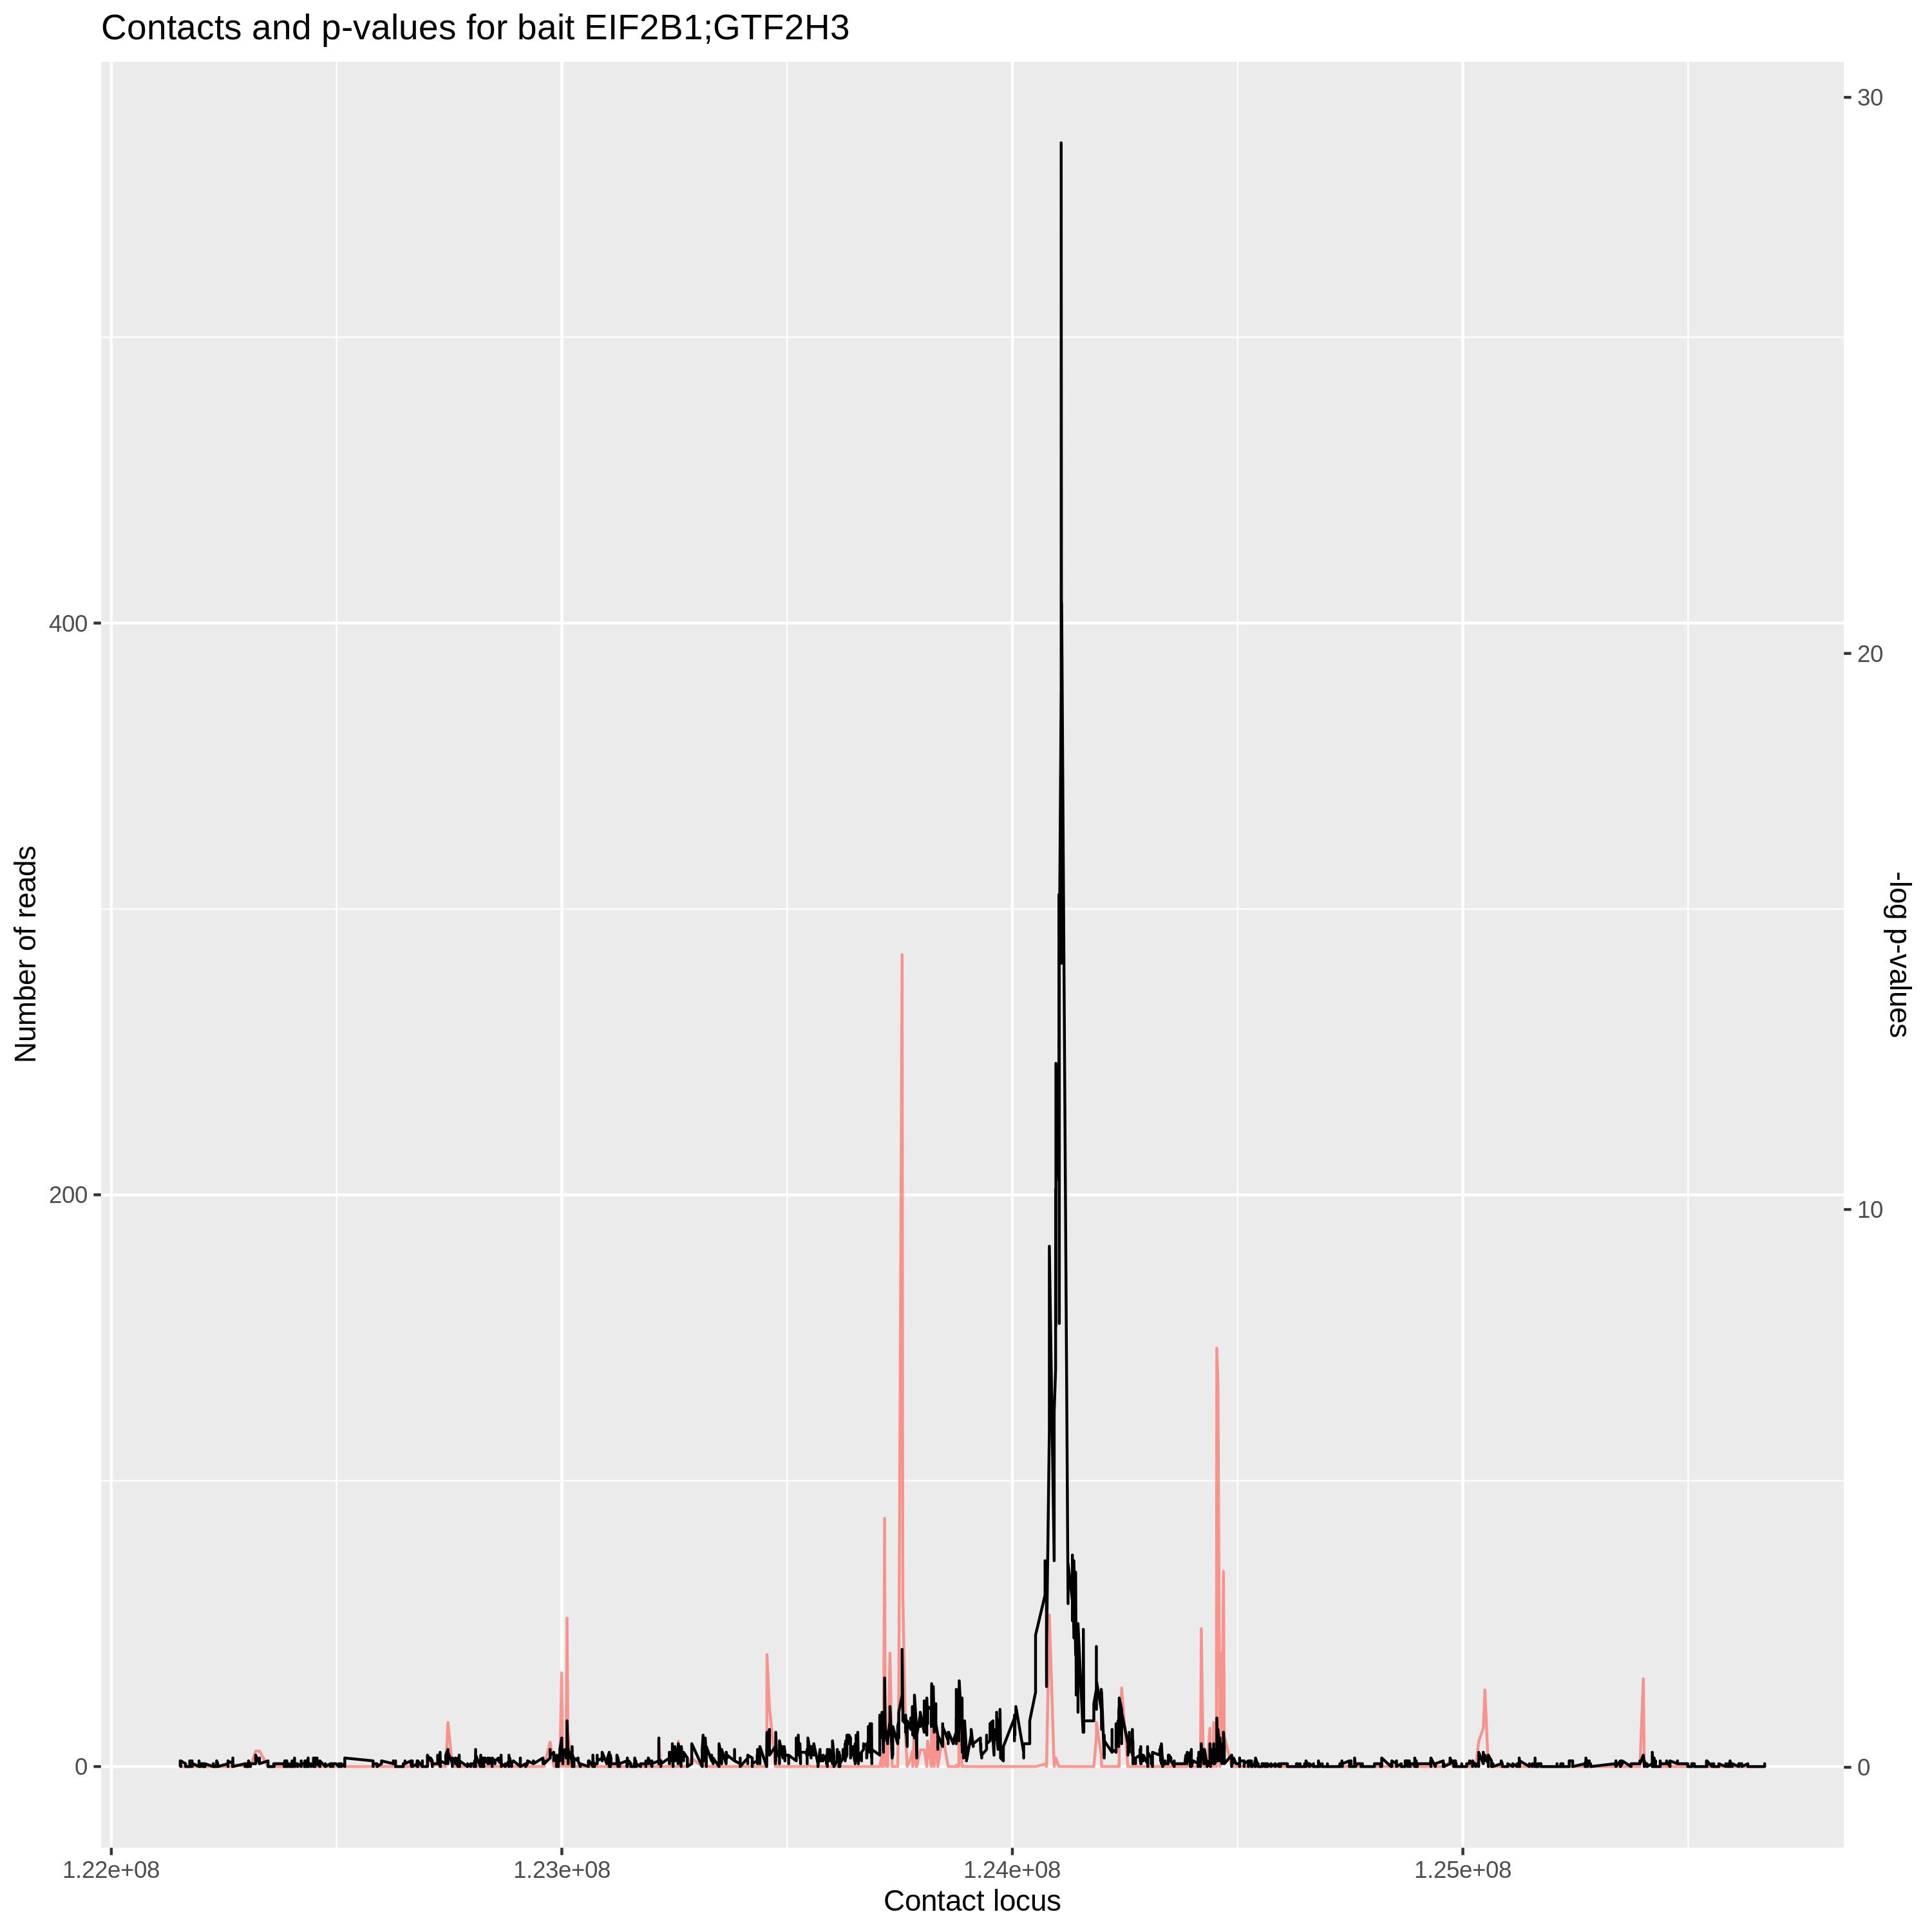 Contacts and p-values for bait EIF2B1;GTF2H3
30
400
20
Number of reads
-log p-values
200
10
0
0
1.22e+08
1.23e+08
1.24e+08
1.25e+08
Contact locus